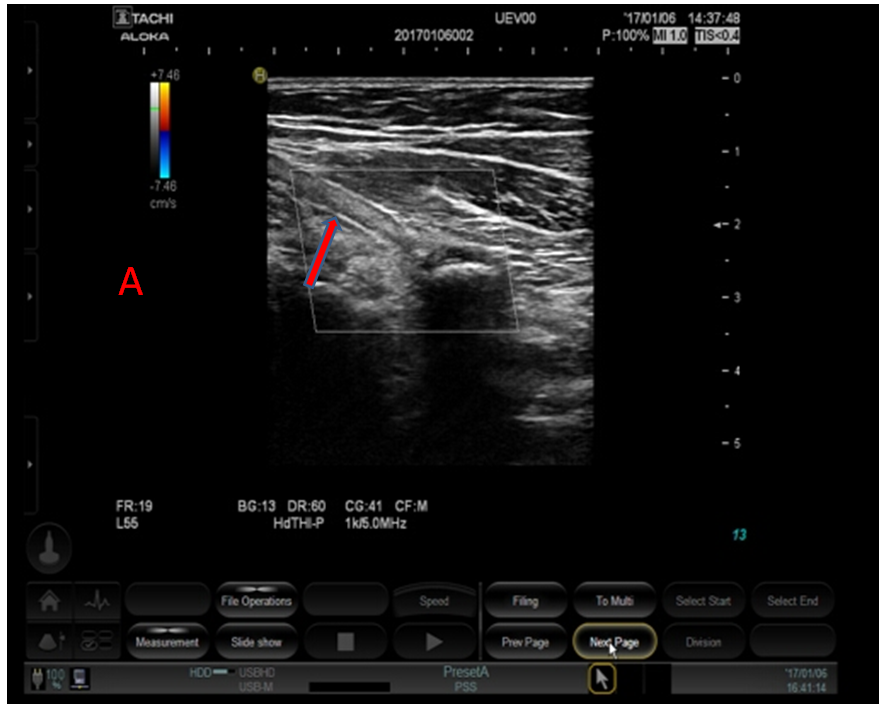 HITACHI
ALOKA
UEV00
'17/01/06 14:37:48
20170106002
P:100% MI 1.0 TIS<0.4
+7.46
-7.46
cm/s
0
1
2
3
4
5
A
FR:19 BG:13 DR:60 CG:41 CF:M
L55 HdTHI-P 1k/5.0MHz
13
File Operations Speed Filing To Multi Select Start Select End
Measurement Slide show Prev Page Next Page Division
100 % HDD USBHD PresetA '17/01/06
USB-M PSS 16:41:14